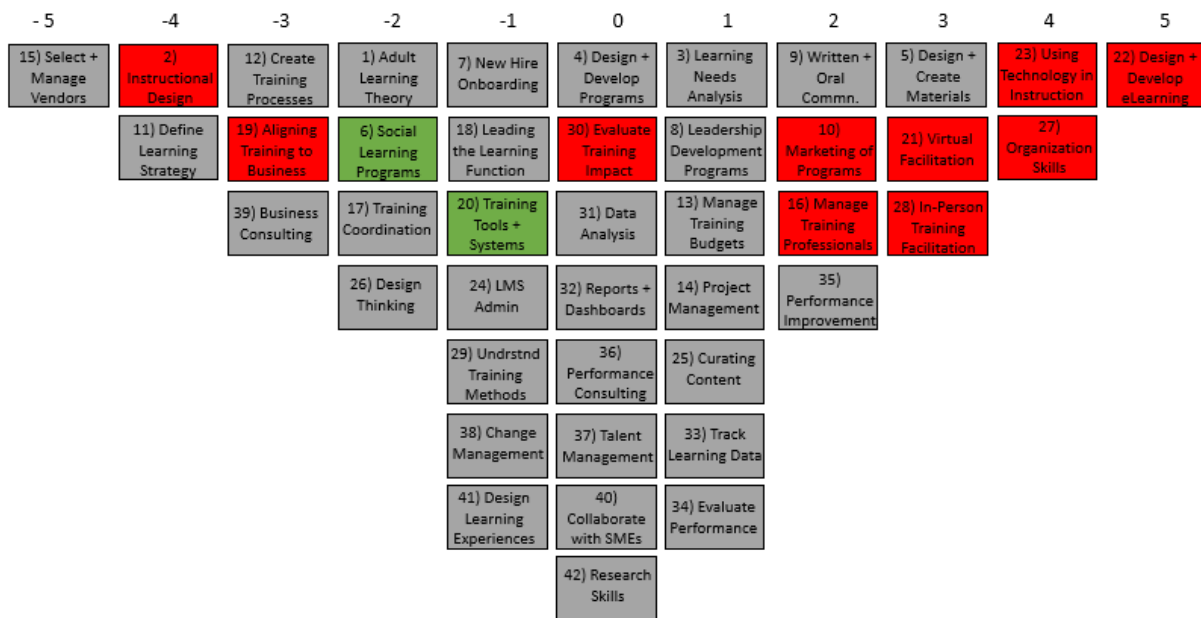 - 5 -4 -3 -2 -1 0 1 2 3 4 5
15) Select +
Manage
Vendors
2)
Instructional
Design
12) Create
Training
Processes
1) Adult
Learning
Theory
7) New Hire
Onboarding
4) Design +
Develop
Programs
3) Learning
Needs
Analysis
9) Written +
Oral
Commn.
5) Design +
Create
Materials
23) Using
Technology in
Instruction
22) Design +
Develop
eLearning
11) Define
Learning
Strategy
19) Aligning
Training to
Business
6) Social
Learning
Programs
18) Leading
the Learning
Function
30) Evaluate
Training
Impact
8) Leadership
Development
Programs
10)
Marketing of
Programs
21) Virtual
Facilitation
27)
Organization
Skills
39) Business
Consulting
17) Training
Coordination
20) Training
Tools +
Systems
31) Data
Analysis
13) Manage
Training
Budgets
16) Manage
Training
Professionals
28) In-Person
Training
Facilitation
26) Design
Thinking
24) LMS
Admin
32) Reports +
Dashboards
14) Project
Management
35)
Performance
Improvement
29) Undrstnd
Training
Methods
36)
Performance
Consulting
25) Curating
Content
38) Change
Management
37) Talent
Management
33) Track
Learning Data
41) Design
Learning
Experiences
40)
Collaborate
with SMEs
34) Evaluate
Performance
42) Research
Skills